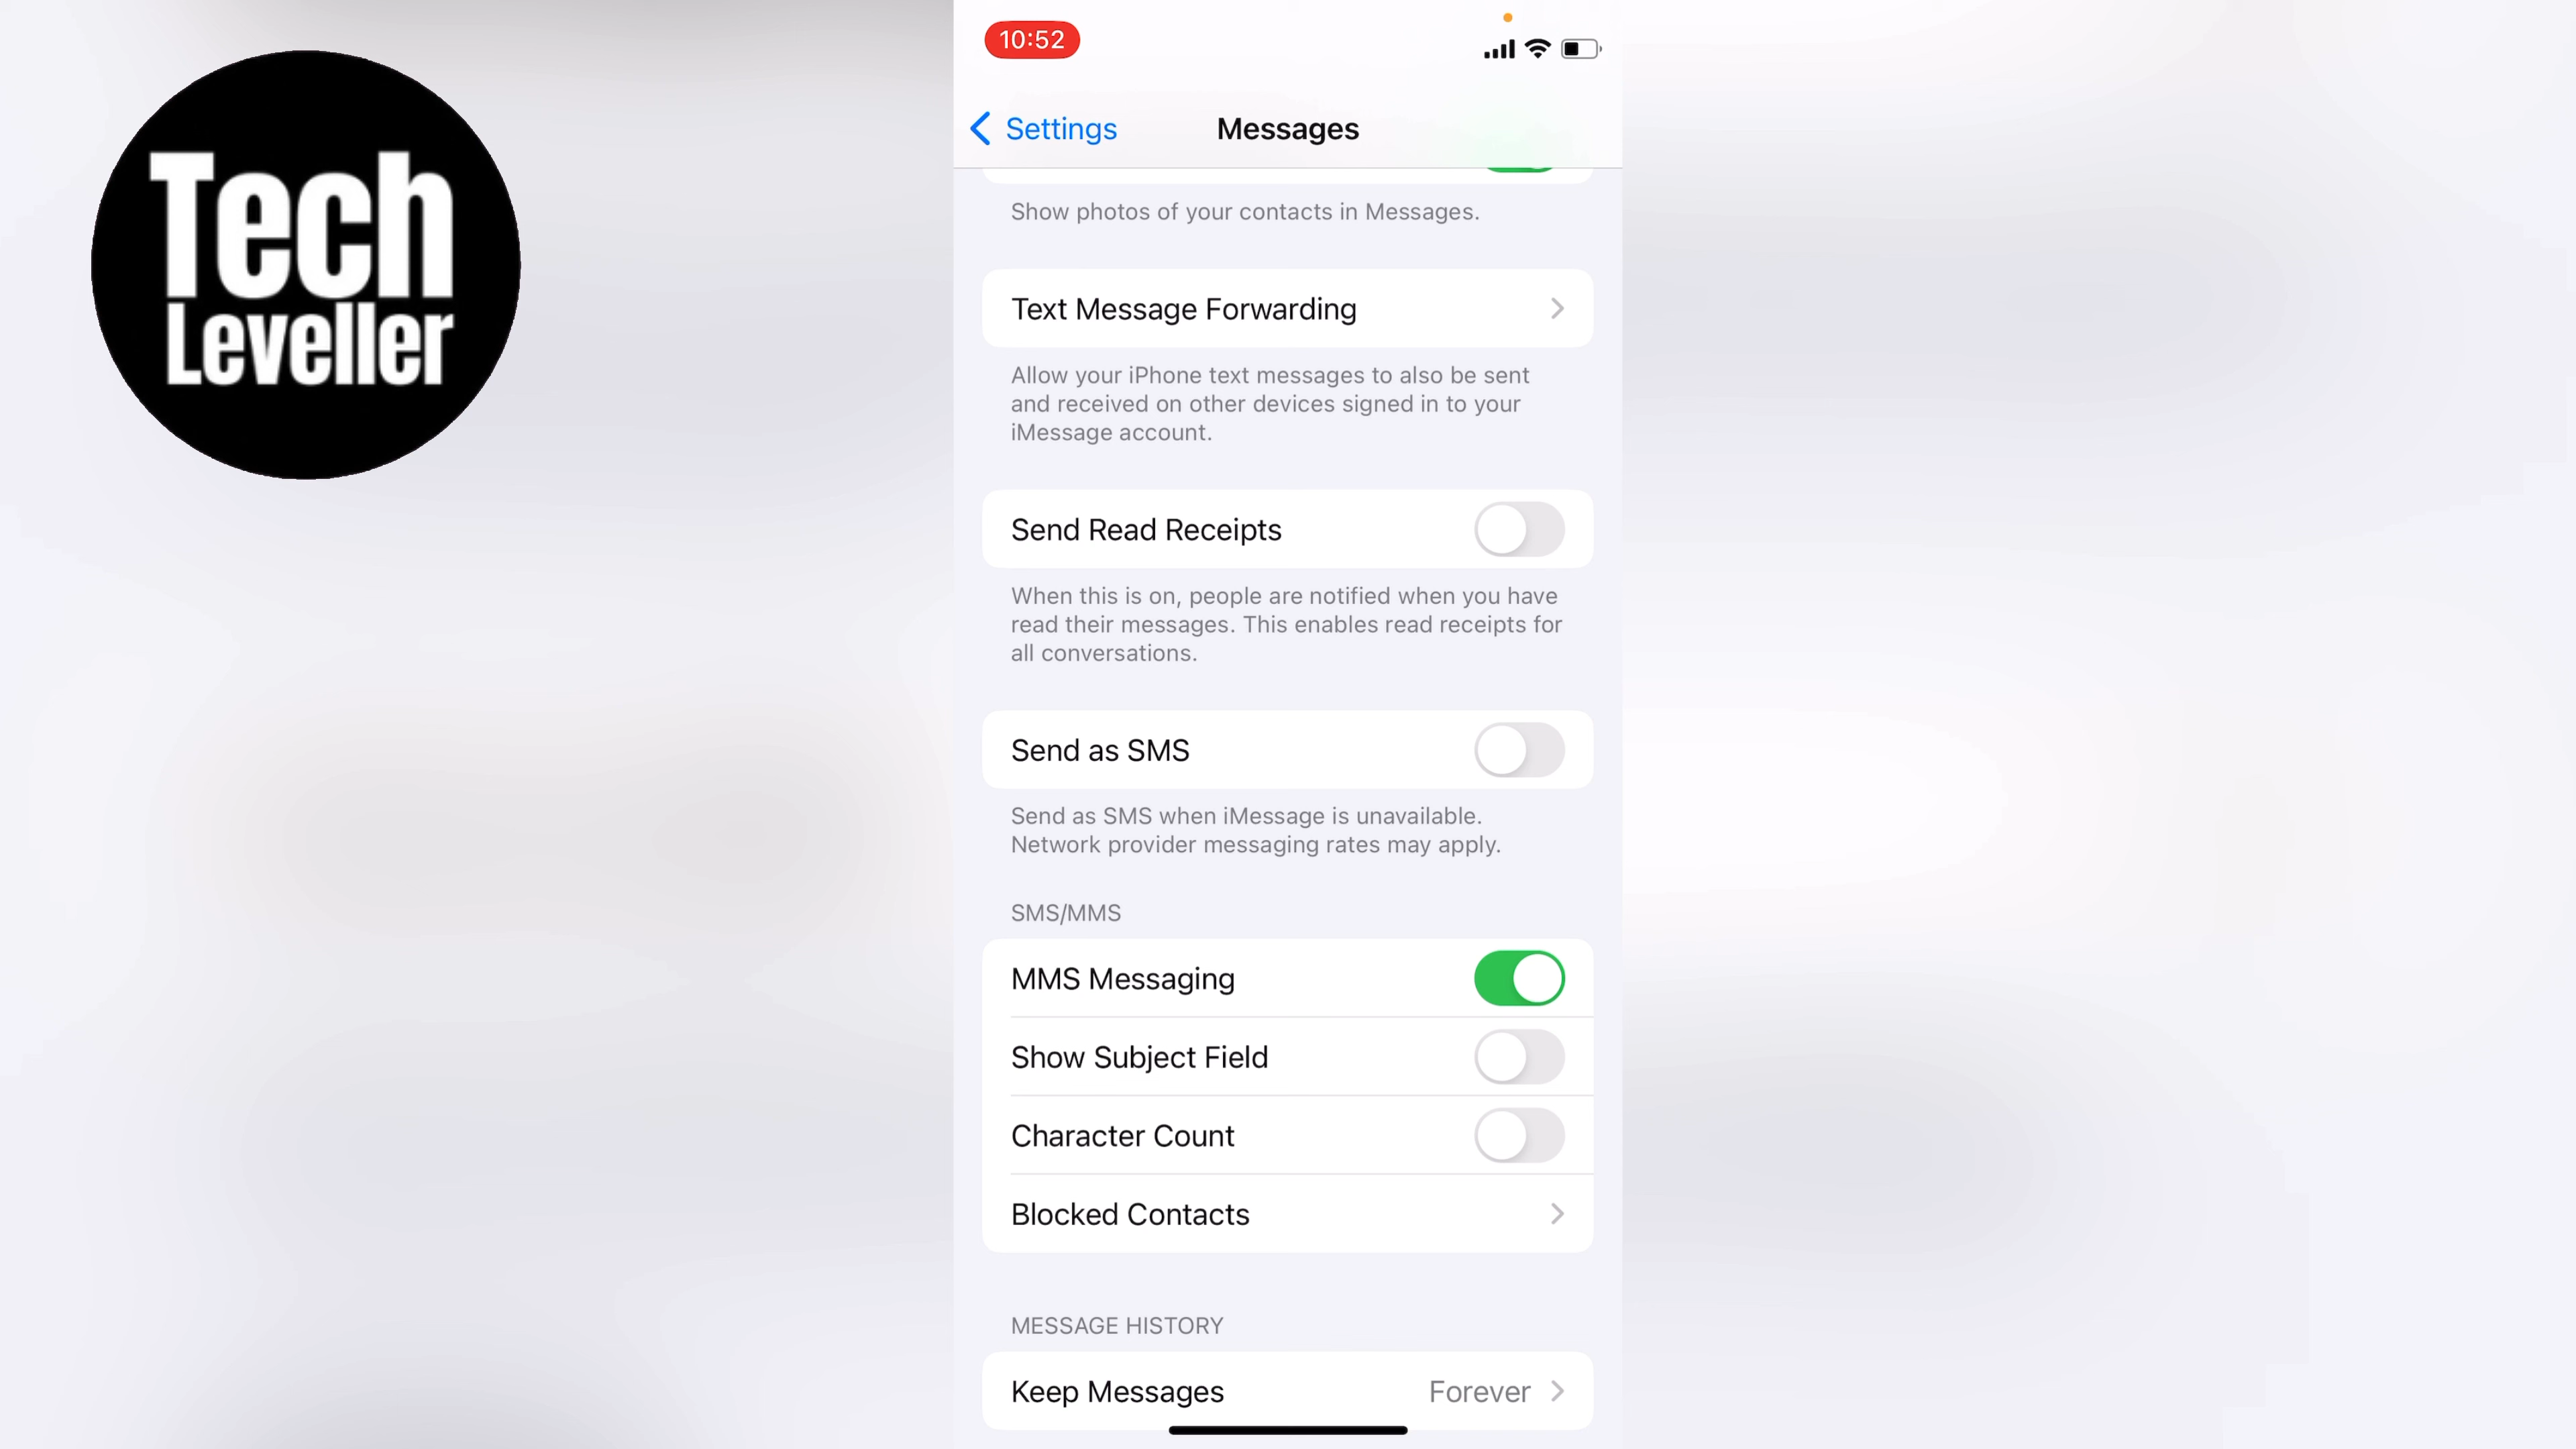 Tech
Leveller
10:52
Settings
Messages
Show photos of your contacts in Messages.
Text Message Forwarding
Allow your iPhone text messages to also be sent
and received on other devices signed in to your
iMessage account.
Send Read Receipts
When this is on, people are notified when you have
read their messages. This enables read receipts for
all conversations.
Send as SMS
Send as SMS when iMessage is unavailable.
Network provider messaging rates may apply.
SMS/MMS
MMS Messaging
Show Subject Field
Character Count
Blocked Contacts
MESSAGE HISTORY
Keep Messages Forever